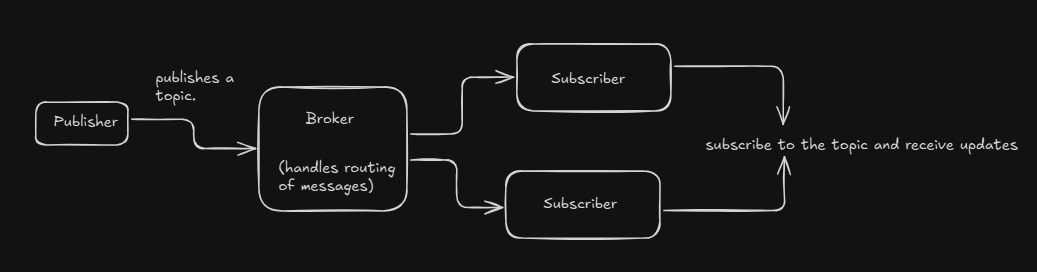 publishes a
topic.
Publisher
Broker
(handles routing
of messages)
Subscriber
Subscriber
subscribe to the topic and receive updates